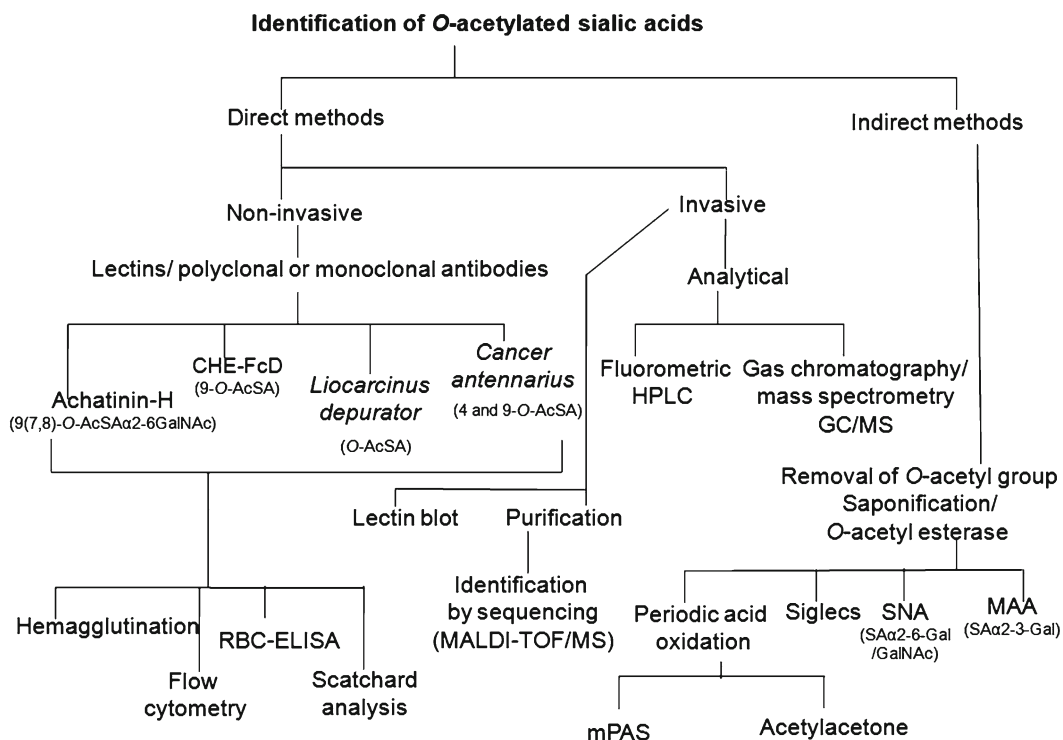 Identification of O-acetylated sialic acids
Direct methods
Indirect methods
Non-invasive
Invasive
Lectins/ polyclonal or monoclonal antibodies
Analytical
Achatinin-H
(9(7,8)-O-AcSAα2-6GalNAc)
CHE-FcD
(9-O-AcSA)
Liocarcinus
depurator
(O-AcSA)
Cancer
antennarius
(4 and 9-O-AcSA)
Fluorometric
HPLC
Gas chromatography/
mass spectrometry
GC/MS
Removal of O-acetyl group
Saponification/
O-acetyl esterase
Lectin blot
Purification
Identification
by sequencing
(MALDI-TOF/MS)
Hemagglutination
Flow
cytometry
RBC-ELISA
Scatchard
analysis
Periodic acid
oxidation
Siglecs
SNA
(SAα2-6-Gal
/GalNAc)
MAA
(SAα2-3-Gal)
mPAS
Acetylacetone